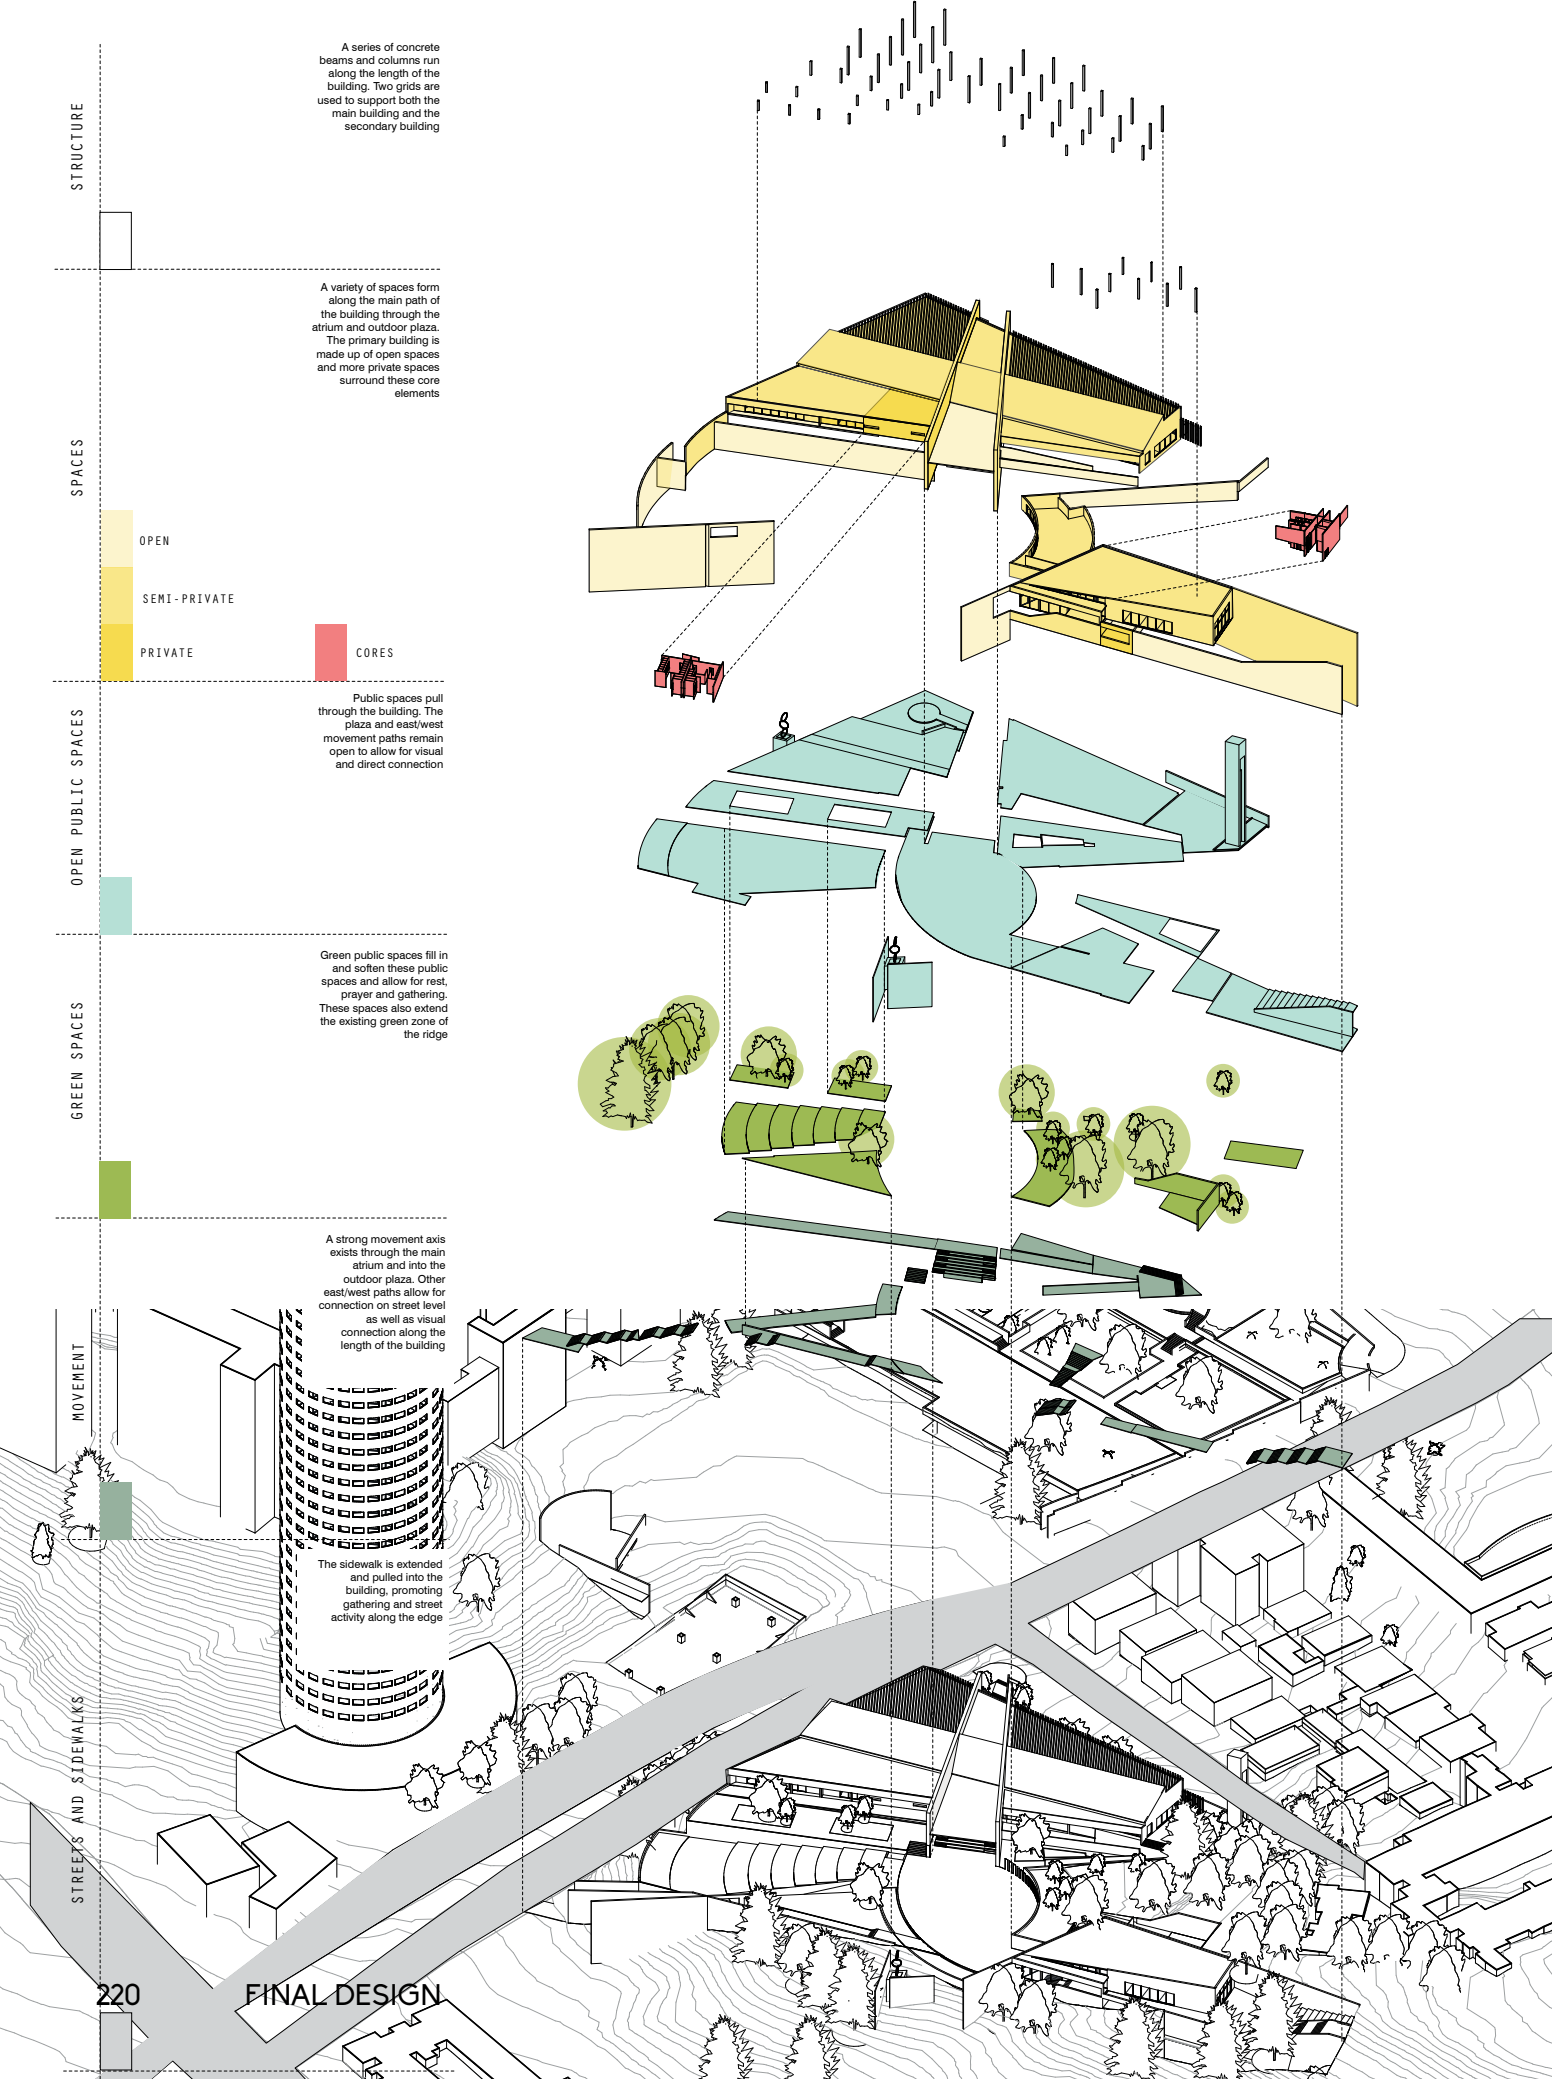 A series of concrete
beams and columns run
along the length of the
building. Two grids are
used to support both the
main building and the
secondary building
STRUCTURE
A variety of spaces form
along the main path of
the building through the
atrium and outdoor plaza.
The primary building is
made up of open spaces
and more private spaces
surround these core
elements
SPACES
OPEN
SEMI-PRIVATE
PRIVATE
CORES
Public spaces pull
through the building. The
plaza and east/west
movement paths remain
open to allow for visual
and direct connection
OPEN PUBLIC SPACES
Green public spaces fill in
and soften these public
spaces and allow for rest,
prayer and gathering.
These spaces also extend
the existing green zone of
the ridge
GREEN SPACES
A strong movement axis
exists through the main
atrium and into the
outdoor plaza. Other
east/west paths allow for
connection on street level
as well as visual
connection along the
length of the building
MOVEMENT
The sidewalk is extended
and pulled into the
building, promoting
gathering and street
activity along the edge
STREETS AND SIDEWALKS
220
FINAL DESIGN